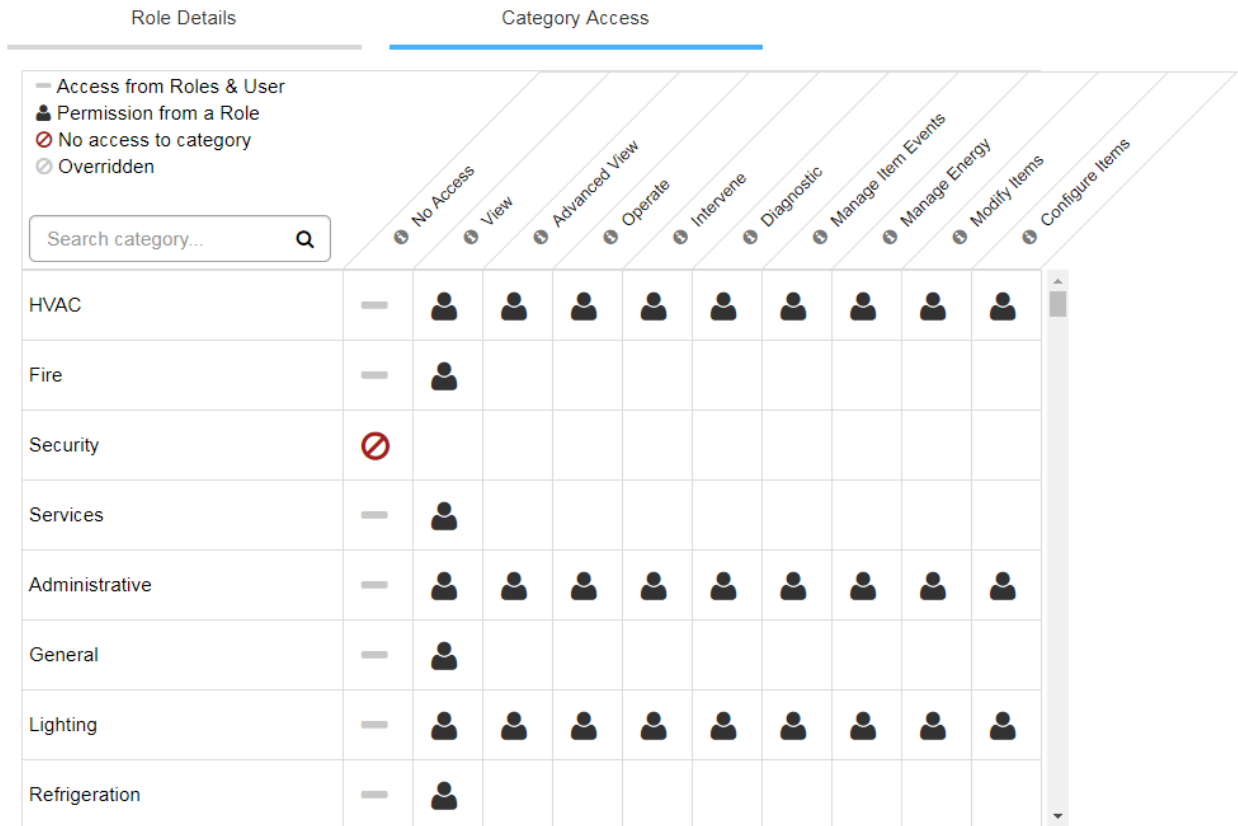 Role Details
Category Access
Access from Roles & User
Permission from a Role
No access to category
Overridden
Search category...
No Access
View
Advanced View
Operate
Intervene
Diagnostic
Manage Item Events
Manage Energy
Modify Items
Configure Items
HVAC
Fire
Security
Services
Administrative
General
Lighting
Refrigeration